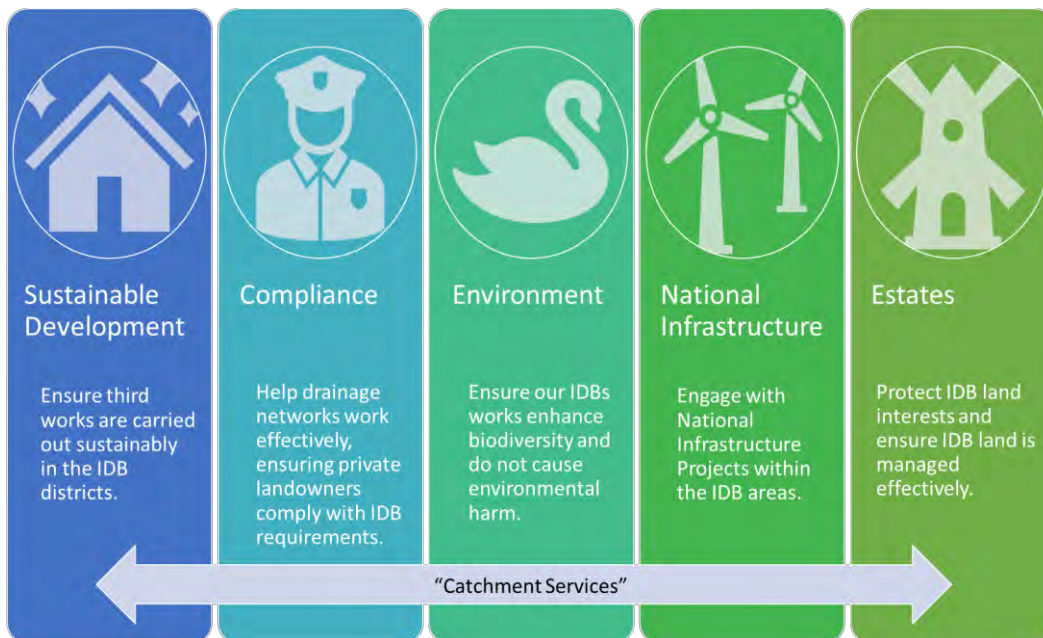 Sustainable
Development
Ensure third
works are carried
out sustainably
in the IDB
districts.
Compliance
Help drainage
networks work
effectively,
ensuring private
landowners
comply with IDB
requirements.
Environment
Ensure our IDBs
works enhance
biodiversity and
do not cause
environmental
harm.
National
Infrastructure
Engage with
National
Infrastructure
Projects within
the IDB areas.
Estates
Protect IDB land
interests and
ensure IDB land is
managed
effectively.
“Catchment Services”